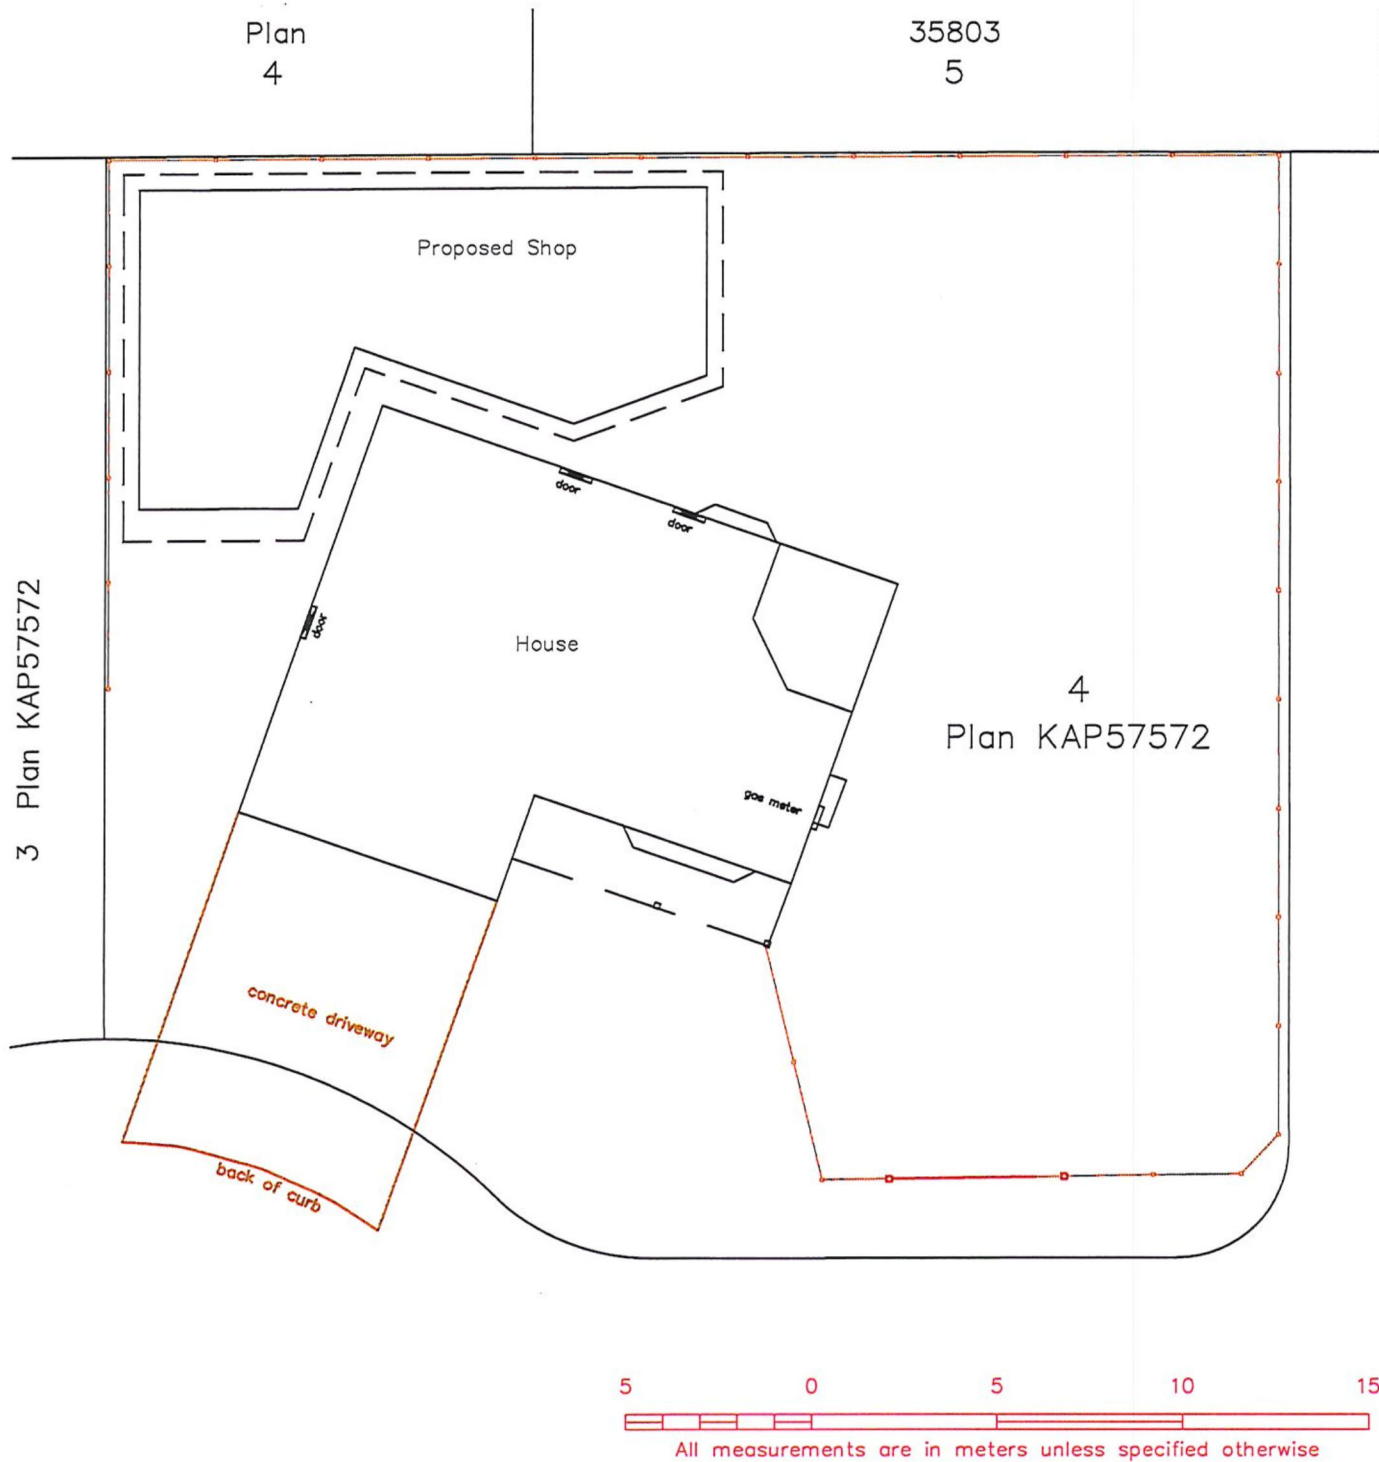 Plan
4
35803
5
Proposed Shop
door
door
door
House
3 Plan KAP57572
4
Plan KAP57572
gas meter
concrete driveway
back of curb
5 0 5 10 15
All measurements are in meters unless specified otherwise